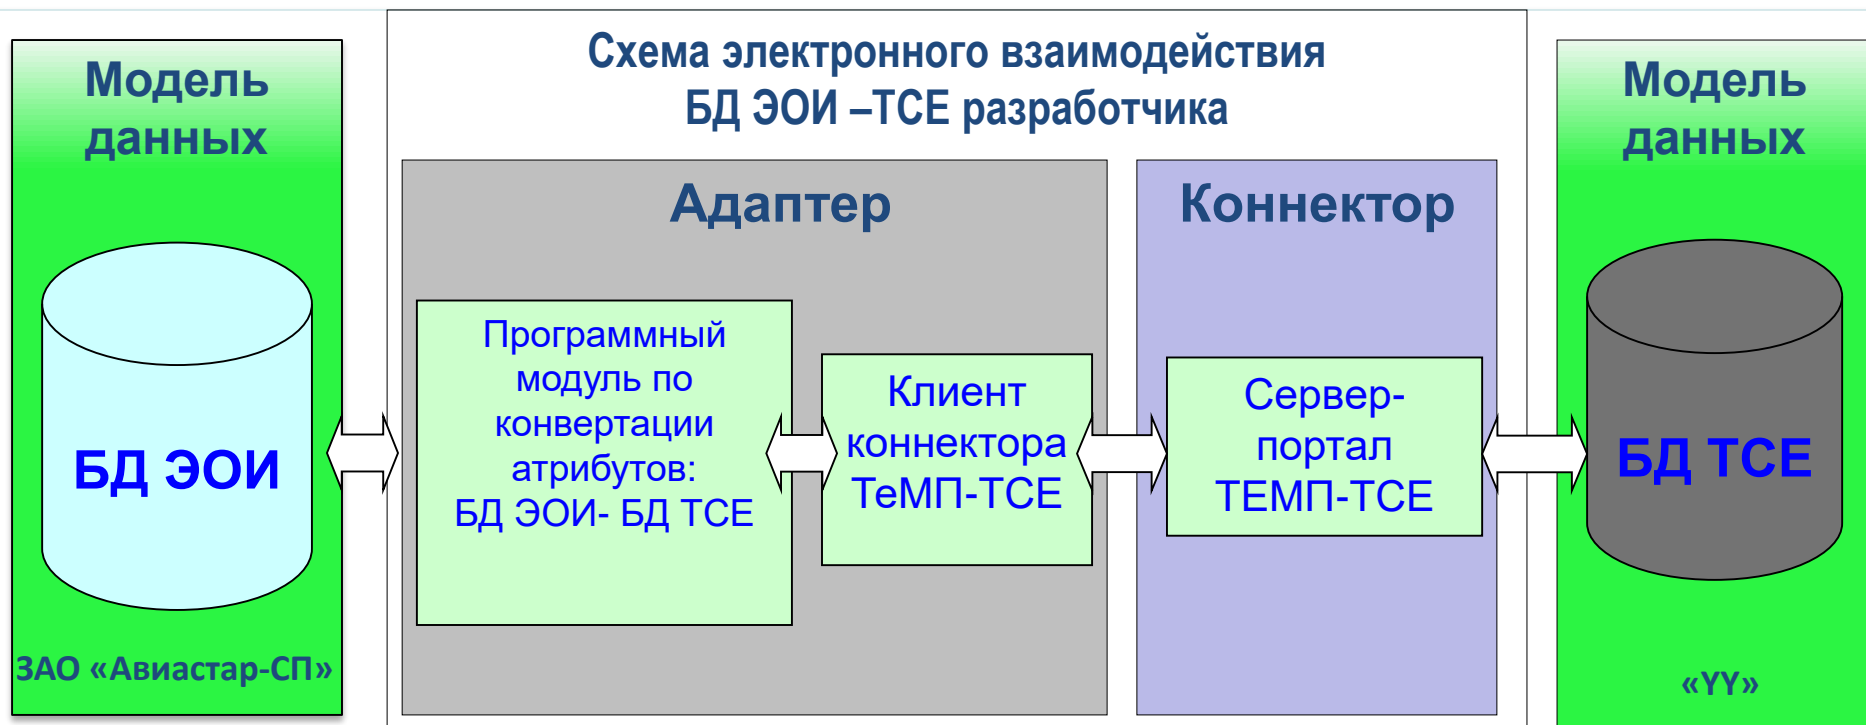 Модель
данных
БД ЭОИ
ЗАО «Авиастар-СП»
Схема электронного взаимодействия
БД ЭОИ –ТСЕ разработчика
Адаптер
Программный
модуль по
конвертации
атрибутов:
БД ЭОИ- БД ТСЕ
Клиент
коннектора
ТеМП-ТСЕ
Коннектор
Сервер-
портал
ТЕМП-ТСЕ
Модель
данных
БД ТСЕ
«YY»